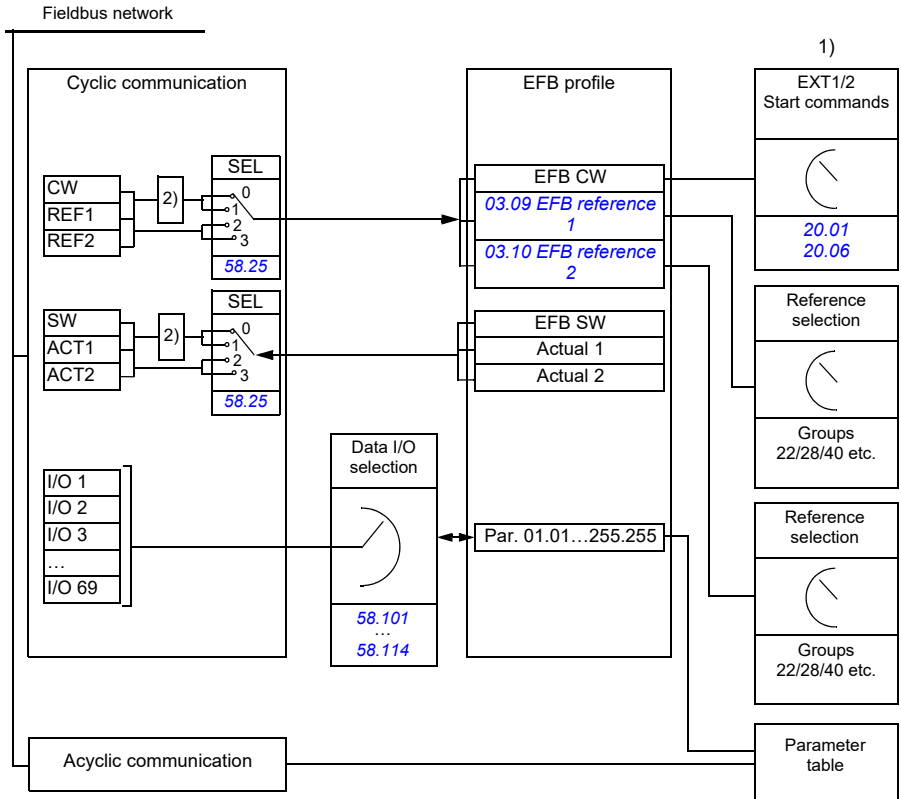 Fieldbus network
1)
Cyclic communication
EFB profile
EXT1/2
Start commands
SEL
CW
REF1
REF2
2)
0
1
2
3
58.25
EFB CW
03.09 EFB reference
1
03.10 EFB reference
2
20.01
20.06
SEL
SW
ACT1
ACT2
2)
0
1
2
3
58.25
EFB SW
Actual 1
Actual 2
Reference
selection
Groups
22/28/40 etc.
Data I/O
selection
I/O 1
I/O 2
I/O 3
...
I/O 69
58.101
...
58.114
Par. 01.01…255.255
Reference
selection
Groups
22/28/40 etc.
Acyclic communication
Parameter
table